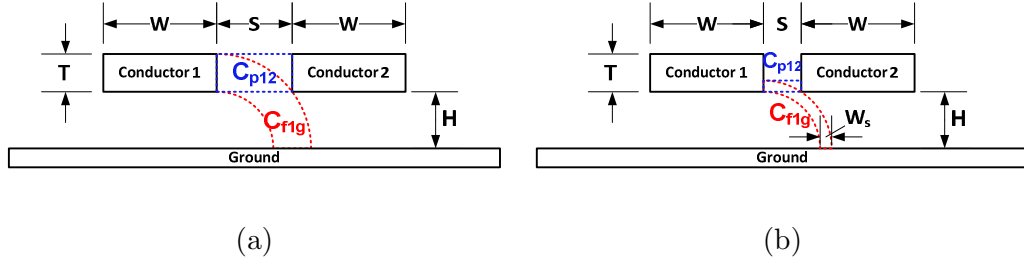 W S W
T Conductor 1 Cp12 Conductor 2
Cf1g H
Ground
(a)
W S W
T Conductor 1 Cp12 Conductor 2
Cf1g Ws H
Ground
(b)